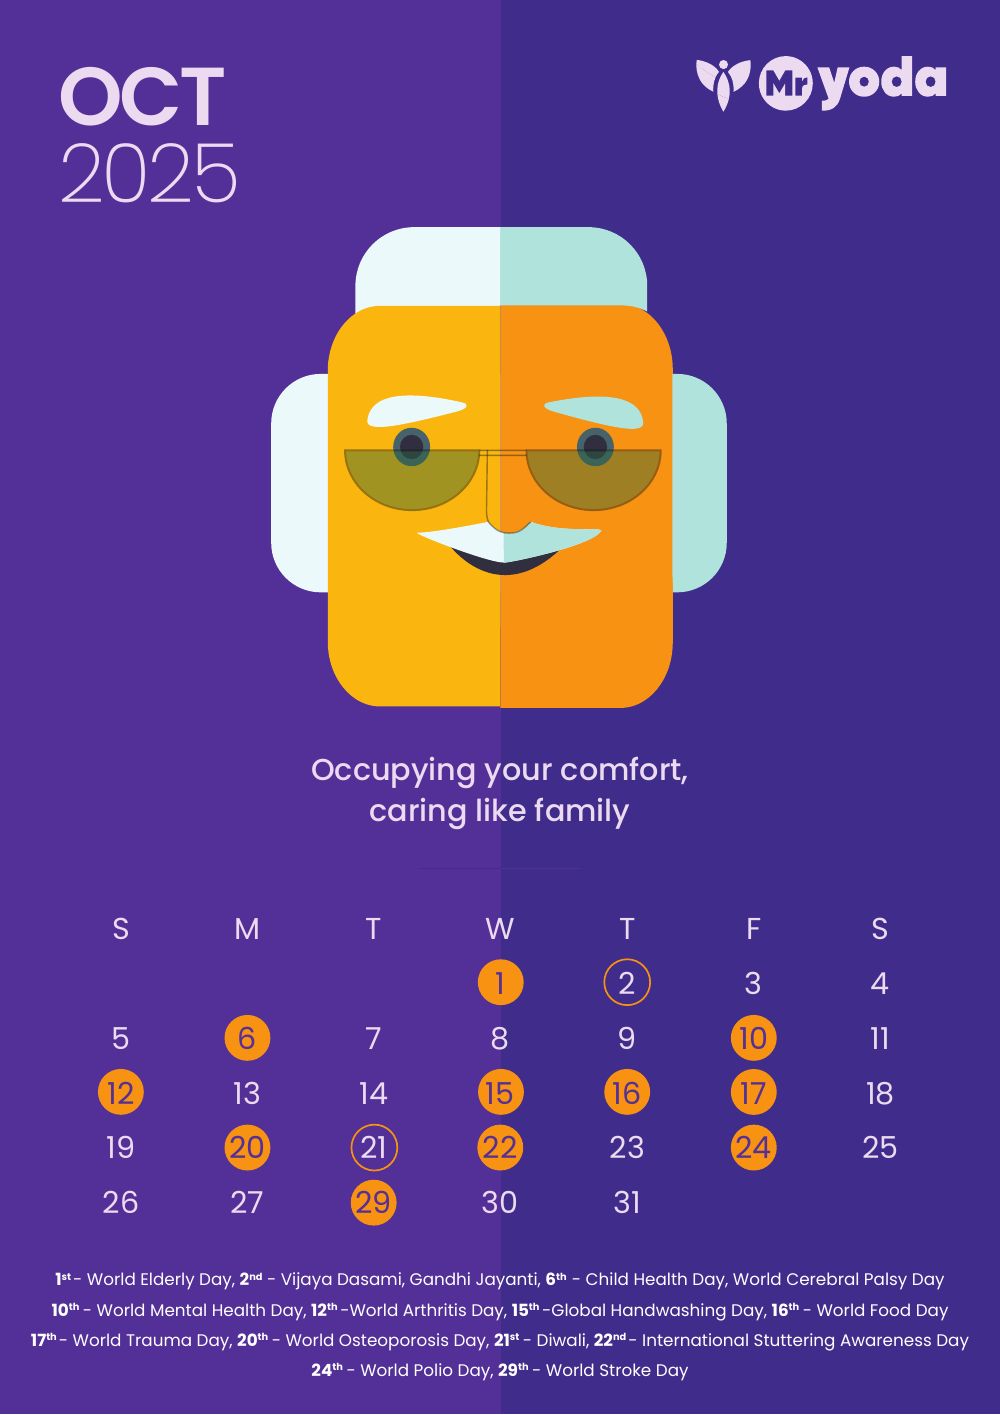 OCT
2025
Mr yoda
Occupying your comfort,
caring like family
S M T W T F S
1 2 3 4
5 6 7 8 9 10 11
12 13 14 15 16 17 18
19 20 21 22 23 24 25
26 27 29 30 31
1st - World Elderly Day, 2nd - Vijaya Dasami, Gandhi Jayanti, 6th - Child Health Day, World Cerebral Palsy Day
10th - World Mental Health Day, 12th -World Arthritis Day, 15th -Global Handwashing Day, 16th - World Food Day
17th - World Trauma Day, 20th - World Osteoporosis Day, 21st - Diwali, 22nd - International Stuttering Awareness Day
24th - World Polio Day, 29th - World Stroke Day